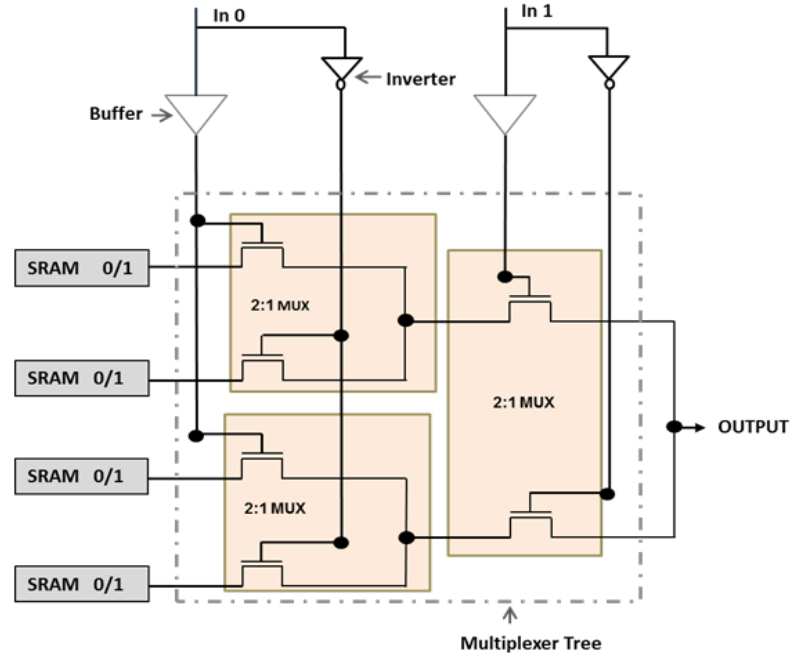 In 0
In 1
Inverter
Buffer
SRAM 0/1
2:1 MUX
SRAM 0/1
2:1 MUX
OUTPUT
SRAM 0/1
2:1 MUX
SRAM 0/1
Multiplexer Tree